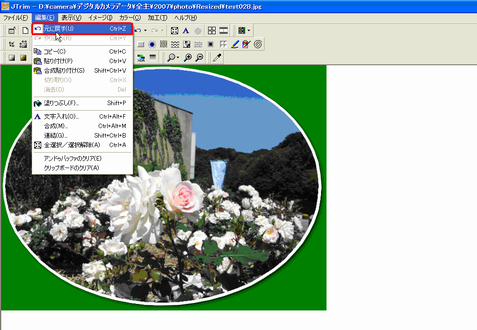 JTrim - D:¥camera¥デジタルカメラデータ¥全主¥2007¥photo¥Resized¥test028.jpg
ファイル(F) 編集(E) 表示(V) イメージ(I) カラー(O) 加工(T) ヘルプ(H)
元に戻す(U) Ctrl+Z
Ctrl+Y
コピー(C) Ctrl+C
貼り付け(P) Ctrl+V
合成貼り付け(S) Shift+Ctrl+V
切り取り(X) Ctrl+X
消去(D) Del
塗りつぶし(F)... Shift+P
文字入れ(O)... Ctrl+Alt+F
合成(M)...
連結(G)... Shift+Ctrl+B
全選択／選択解除(A) Ctrl+A
アンドゥバッファのクリア(E)
クリップボードのクリア(A)